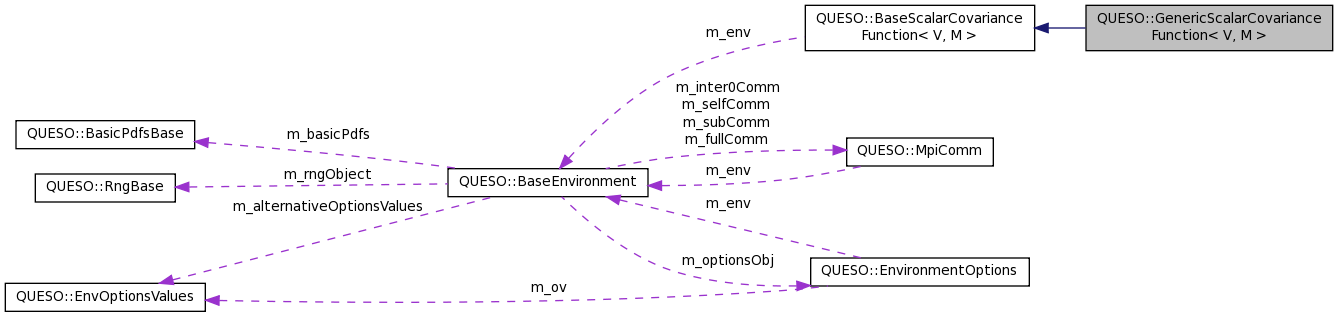 QUESO::BaseScalarCovariance
Function< V, M >
QUESO::GenericScalarCovariance
Function< V, M >
m_env
m_inter0Comm
m_selfComm
m_subComm
m_fullComm
QUESO::BasicPdfsBase
m_basicPdfs
QUESO::MpiComm
m_rngObject
m_env
QUESO::RngBase
QUESO::BaseEnvironment
m_alternativeOptionsValues
m_env
m_optionsObj
QUESO::EnvironmentOptions
m_ov
QUESO::EnvOptionsValues